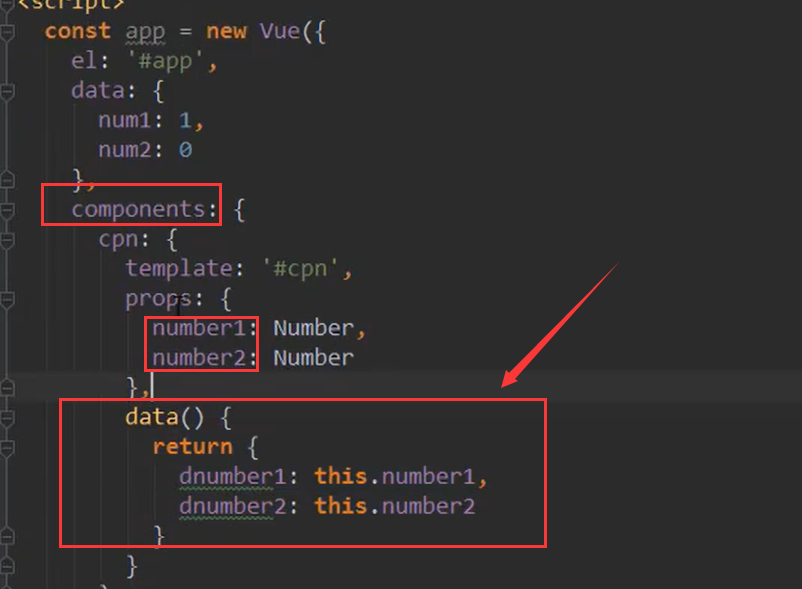 <script>
const app = new Vue({
el: '#app',
data: {
num1: 1,
num2: 0
},
components: {
cpn: {
template: '#cpn',
props: {
number1: Number,
number2: Number
},
data() {
return {
dnumber1: this.number1,
dnumber2: this.number2
}
}